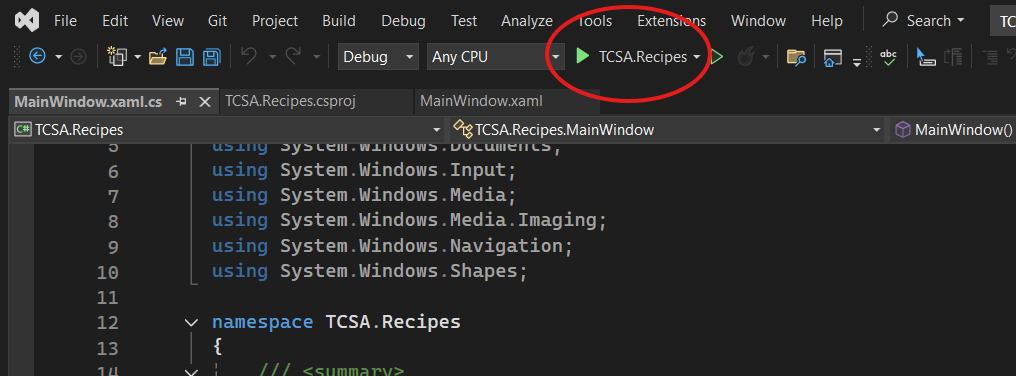 File Edit View Git Project Build Debug Test Analyze Tools Extensions Window Help Search TC
Debug Any CPU TCSA.Recipes abc
MainWindow.xaml.cs TCSA.Recipes.csproj MainWindow.xaml
C# TCSA.Recipes TCSA.Recipes.MainWindow MainWindow()
5 using System.Windows.Documents;
6 using System.Windows.Input;
7 using System.Windows.Media;
8 using System.Windows.Media.Imaging;
9 using System.Windows.Navigation;
10 using System.Windows.Shapes;
11
12 namespace TCSA.Recipes
13 {
14 /// <summary>